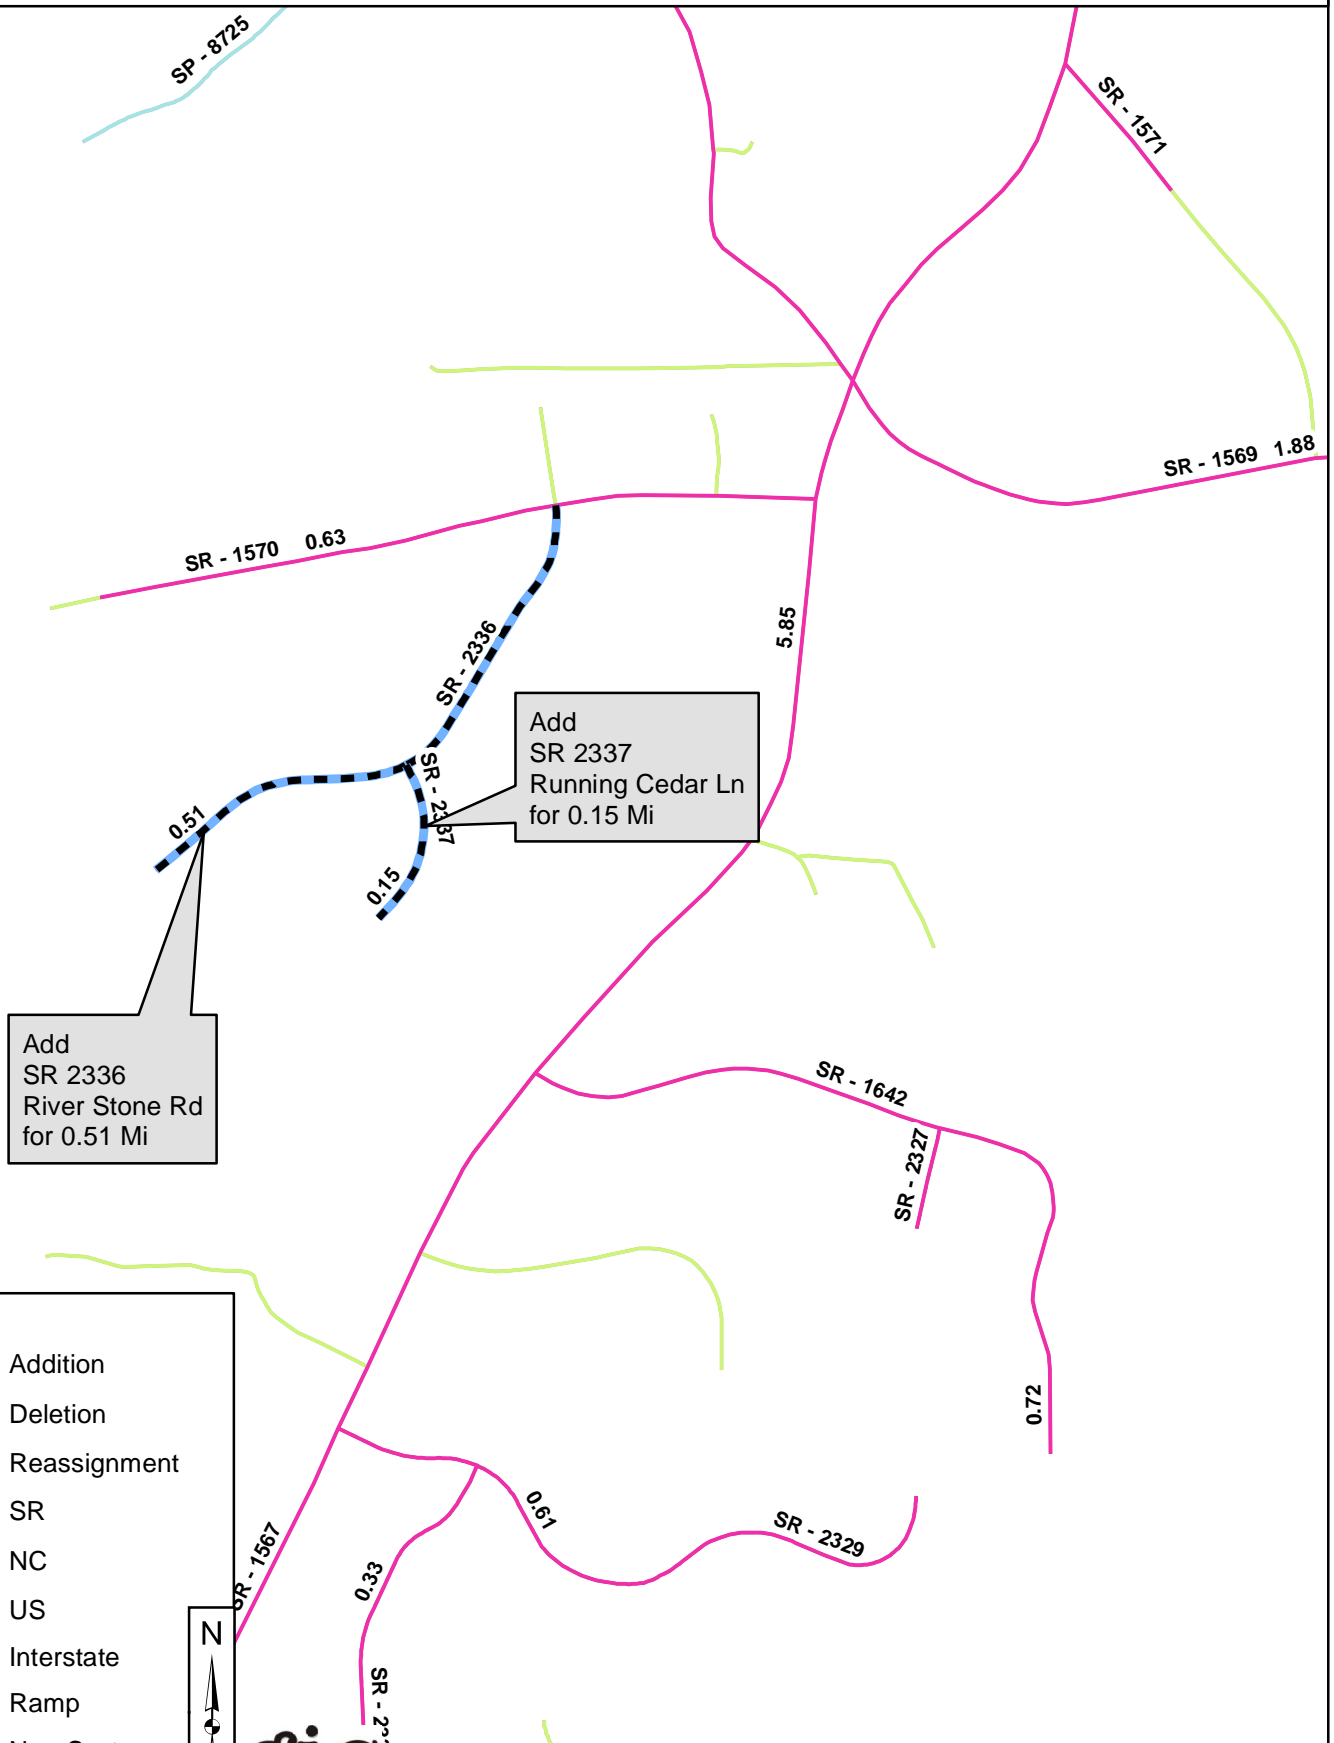 SP - 8725
SR - 1571
SR - 1569 1.88
SR - 1570 0.63
5.85
SR - 2336
Add
SR 2337
Running Cedar Ln
for 0.15 Mi
SR - 2337
0.51
0.15
Add
SR 2336
River Stone Rd
for 0.51 Mi
SR - 1642
SR - 2327
0.72
Addition
Deletion
Reassignment
SR
NC
US
Interstate
Ramp
SR - 1567
N
0.61
SR - 2329
0.33
SR -